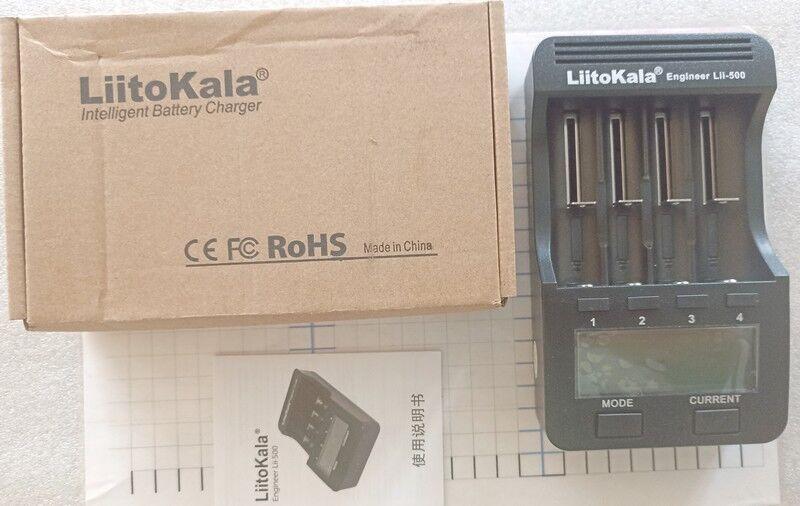 LiitoKala®
Intelligent Battery Charger
CE FC RoHS Made in China
LiitoKala® Engineer Lii-500
1 2 3 4
MODE CURRENT
LiitoKala®
Engineer Lii-500
使用说明书